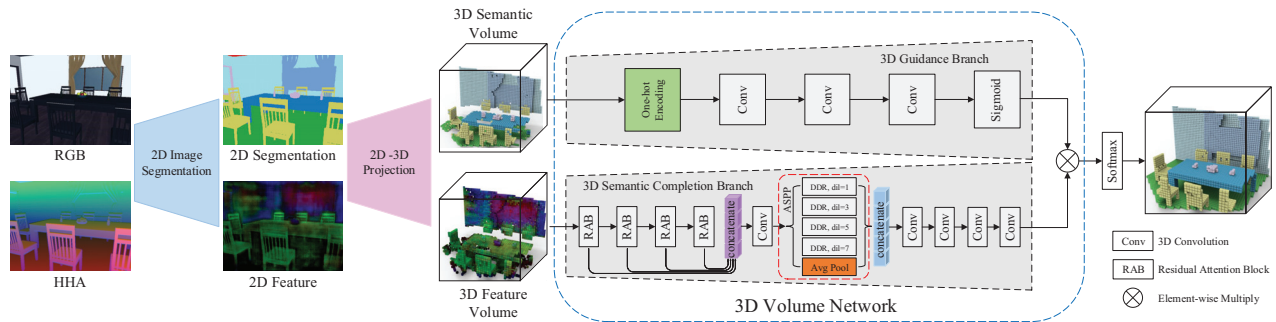 RGB
HHA
2D Image
Segmentation
2D Segmentation
2D Feature
2D -3D
Projection
3D Semantic
Volume
3D Feature
Volume
3D Guidance Branch
One-hot
Encoding
Conv
Conv
Conv
Sigmoid
3D Semantic Completion Branch
RAB
RAB
RAB
RAB
concatenate
Conv
ASPP
DDR, dil=1
DDR, dil=3
DDR, dil=5
DDR, dil=7
Avg Pool
concatenate
Conv
Conv
Conv
Conv
3D Volume Network
Softmax
Conv
3D Convolution
RAB
Residual Attention Block
Element-wise Multiply